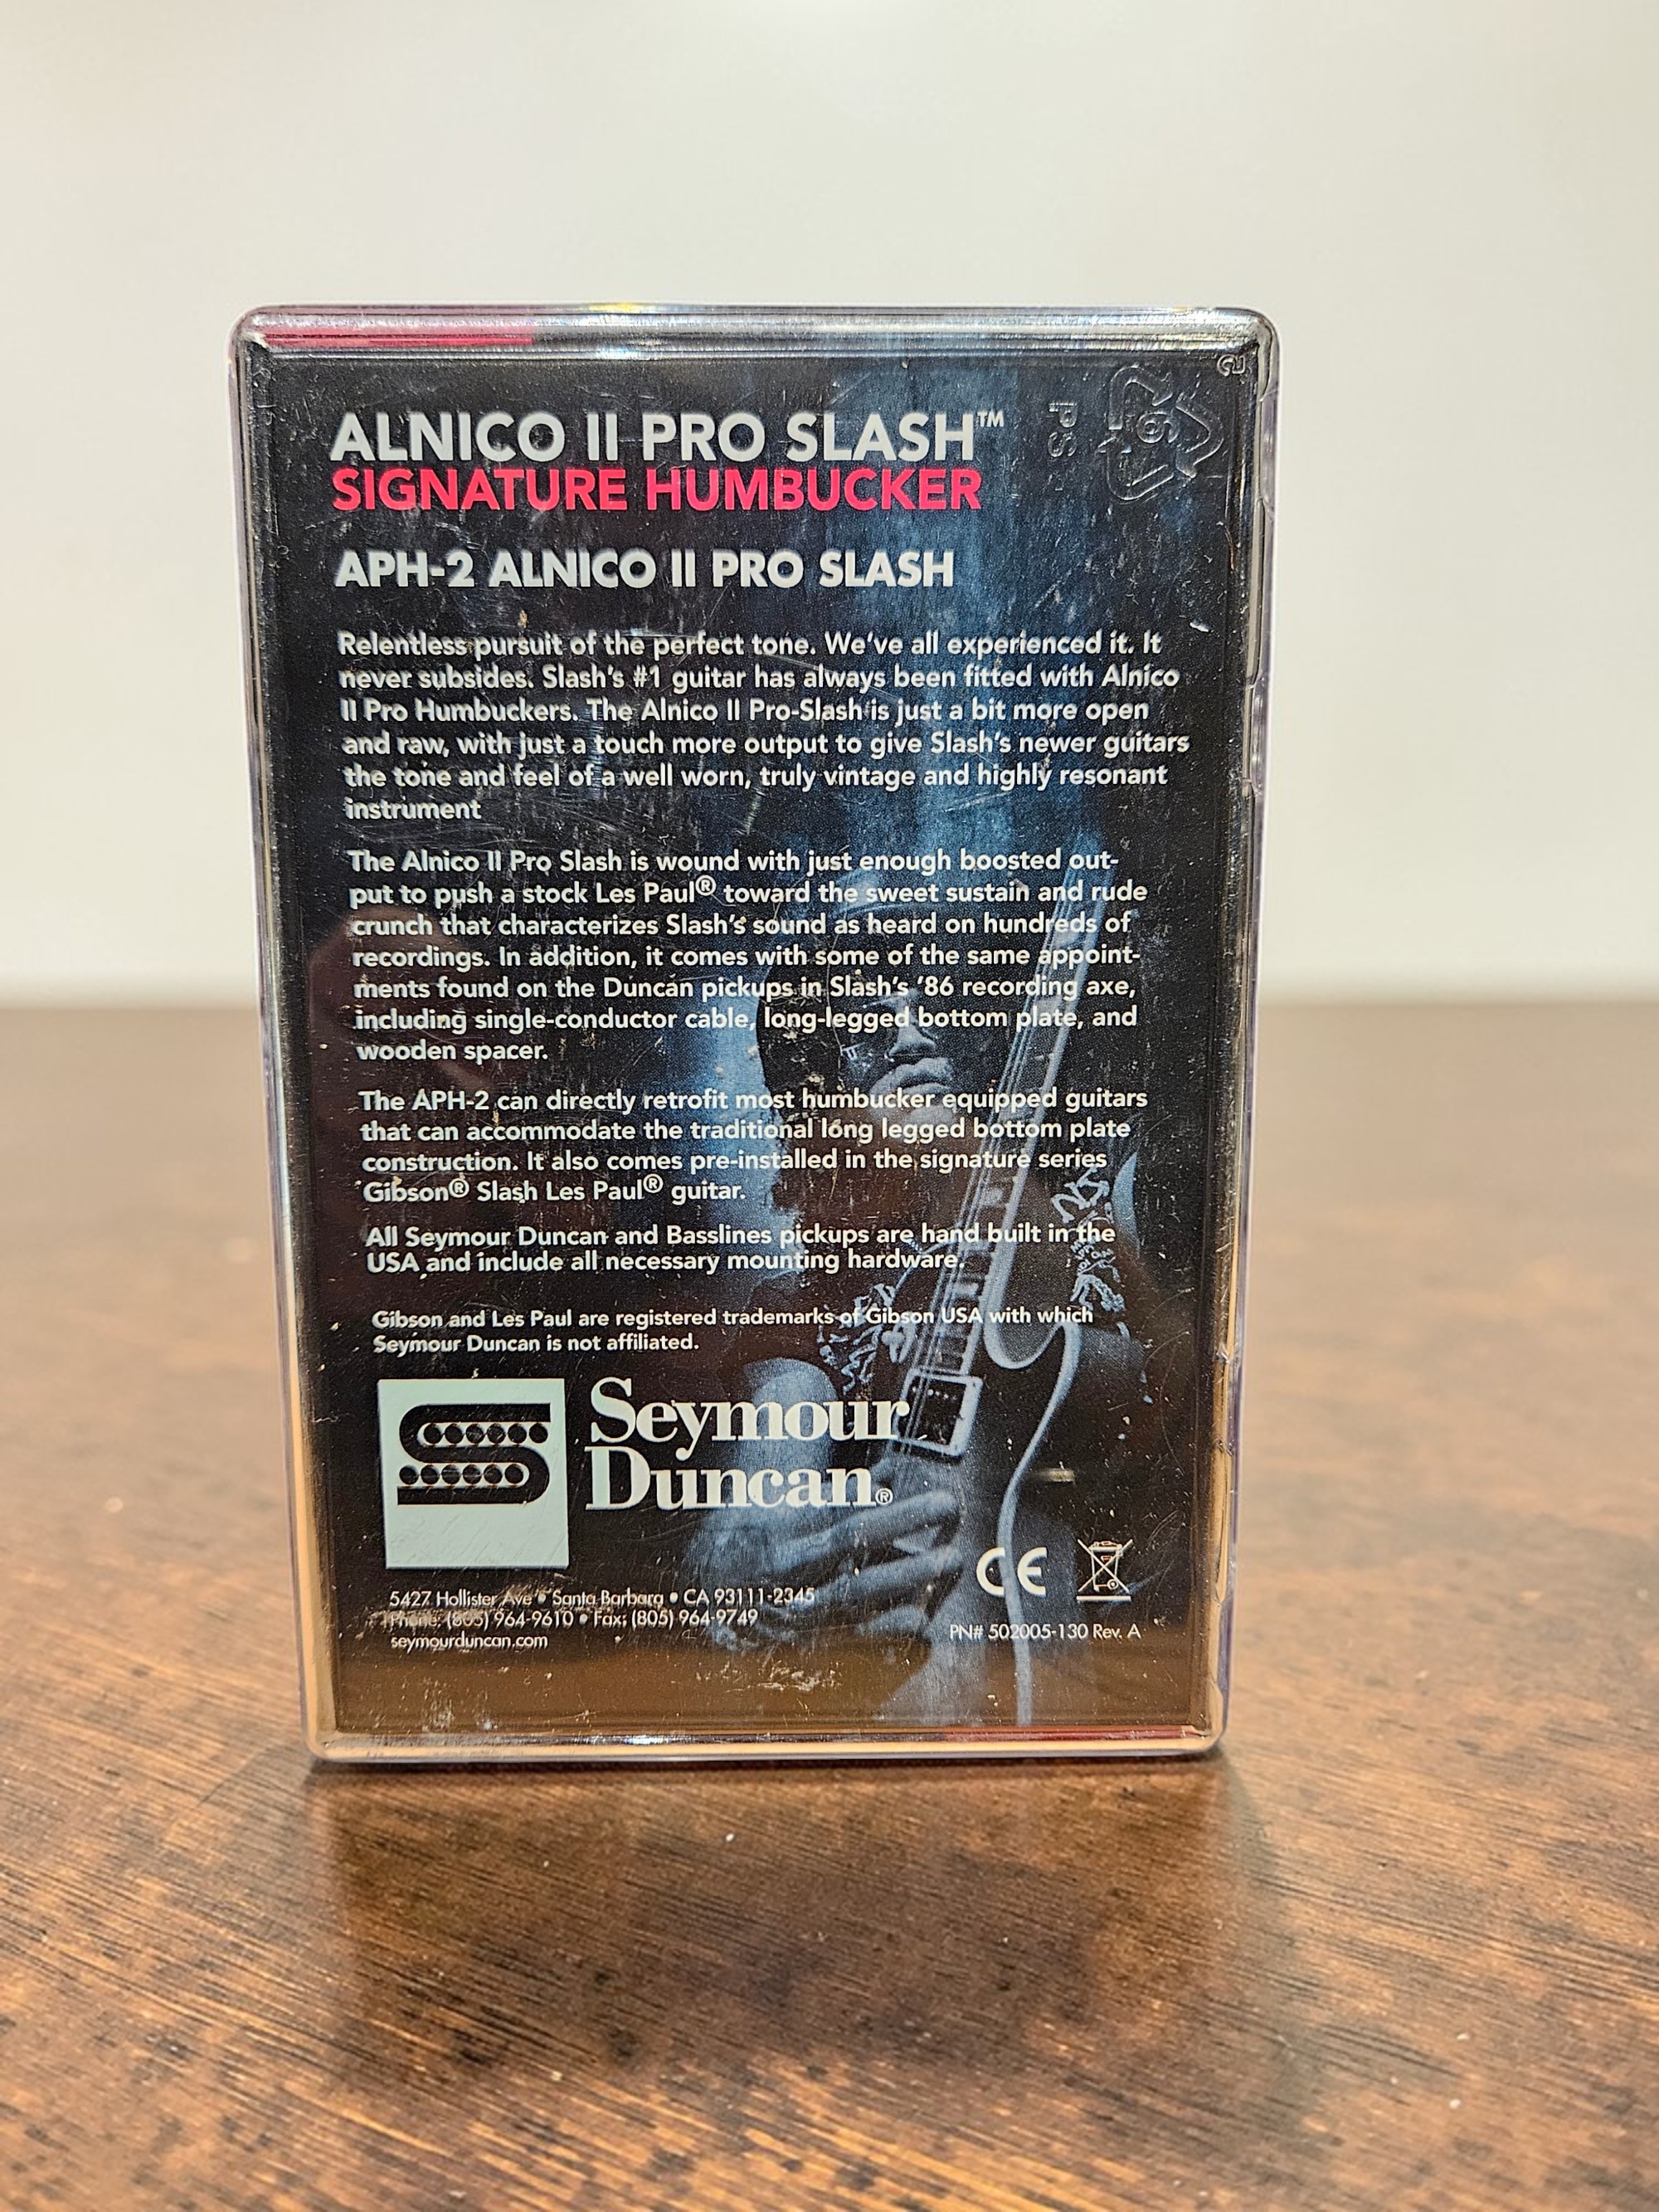 ALNICO II PRO SLASH™
SIGNATURE HUMBUCKER
APH-2 ALNICO II PRO SLASH
Relentless pursuit of the perfect tone. We've all experienced it. It
never subsides. Slash's #1 guitar has always been fitted with Alnico
II Pro Humbuckers. The Alnico II Pro-Slash is just a bit more open
and raw, with just a touch more output to give Slash's newer guitars
the tone and feel of a well worn, truly vintage and highly resonant
instrument
The Alnico II Pro Slash is wound with just enough boosted out-
put to push a stock Les Paul® toward the sweet sustain and rude
crunch that characterizes Slash's sound as heard on hundreds of
recordings. In addition, it comes with some of the same appoint-
ments found on the Duncan pickups in Slash's '86 recording axe,
including single-conductor cable, long-legged bottom plate, and
wooden spacer.
The APH-2 can directly retrofit most humbucker equipped guitars
that can accommodate the traditional long legged bottom plate
construction. It also comes pre-installed in the signature series
Gibson® Slash Les Paul® guitar.
All Seymour Duncan and Basslines pickups are hand built in the
USA and include all necessary mounting hardware.
Gibson and Les Paul are registered trademarks of Gibson USA with which
Seymour Duncan is not affiliated.
Seymour
Duncan®
CE
5427 Hollister Ave • Santa Barbara • CA 93111-2345
Phone: (805) 964-9610 • Fax: (805) 964-9749
seymourduncan.com
PN# 502005-130 Rev. A
PS
6
2